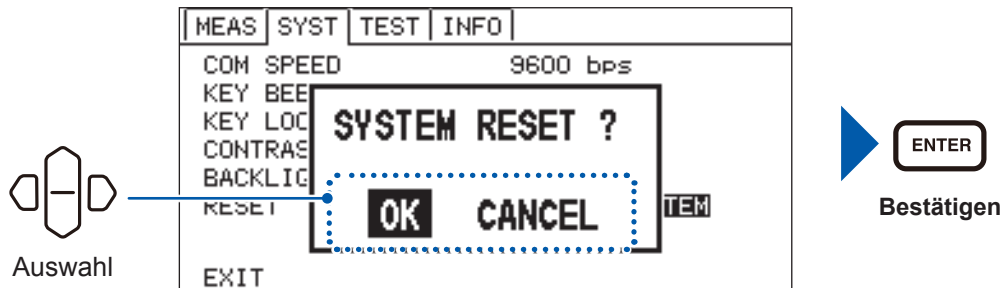 MEAS SYST TEST INFO
COM SPEED 9600 bps
KEY BEE
KEY LOC
SYSTEM RESET ?
CONTRAS
BACKLIG
RESET TEM
OK CANCEL
EXIT
Auswahl
ENTER
Bestätigen